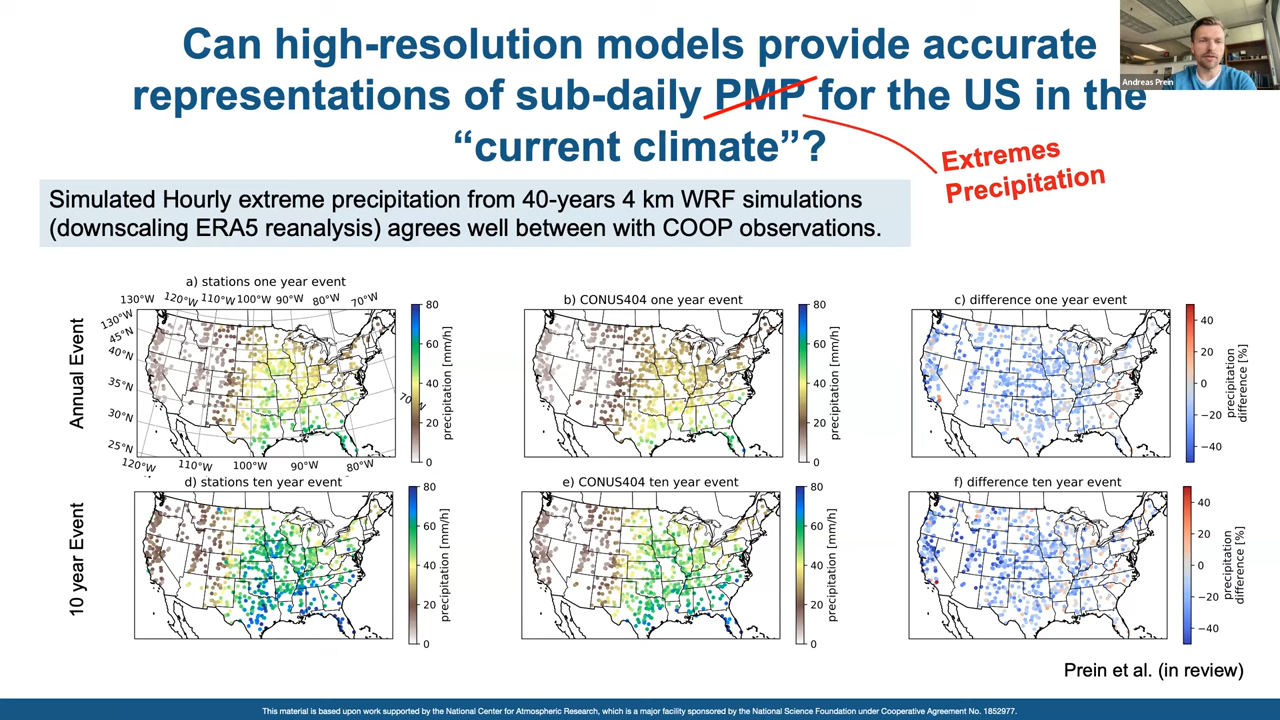 Can high-resolution models provide accurate
representations of sub-daily PMP for the US in the
“current climate”?
Andreas Prein
Extremes
Precipitation
Simulated Hourly extreme precipitation from 40-years 4 km WRF simulations
(downscaling ERA5 reanalysis) agrees well between with COOP observations.
Annual Event
a) stations one year event
130°W 120°W 110°W 100°W 90°W 80°W 70°W
130°W
45°N
40°N
35°N
30°N
25°N
70°W
120°W 110°W 100°W 90°W 80°W
80
60
40
20
0
precipitation [mm/h]
b) CONUS404 one year event
80
60
40
20
0
precipitation [mm/h]
c) difference one year event
40
20
0
−20
−40
precipitation
difference [%]
10 year Event
d) stations ten year event
80
60
40
20
0
precipitation [mm/h]
e) CONUS404 ten year event
80
60
40
20
0
precipitation [mm/h]
f) difference ten year event
40
20
0
−20
−40
precipitation
difference [%]
Prein et al. (in review)
This material is based upon work supported by the National Center for Atmospheric Research, which is a major facility sponsored by the National Science Foundation under Cooperative Agreement No. 1852977.